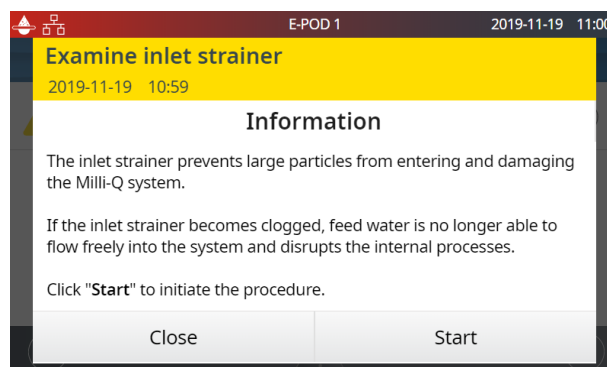 E-POD 1 2019-11-19 11:00
Examine inlet strainer
2019-11-19 10:59
Information
The inlet strainer prevents large particles from entering and damaging
the Milli-Q system.
If the inlet strainer becomes clogged, feed water is no longer able to
flow freely into the system and disrupts the internal processes.
Click "Start" to initiate the procedure.
Close Start